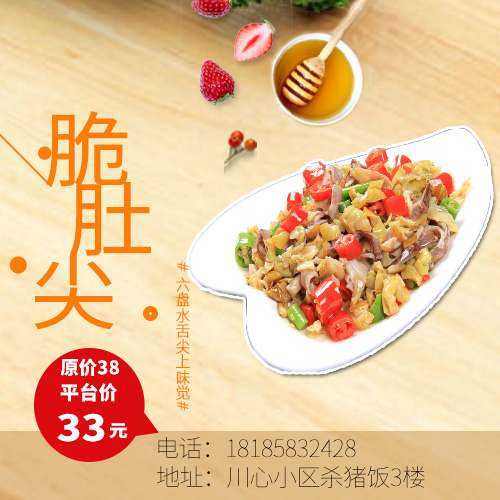 脆肚尖
#六盘水舌尖上味觉#
原价38
平台价
33元
电话：18185832428
地址：川心小区杀猪饭3楼